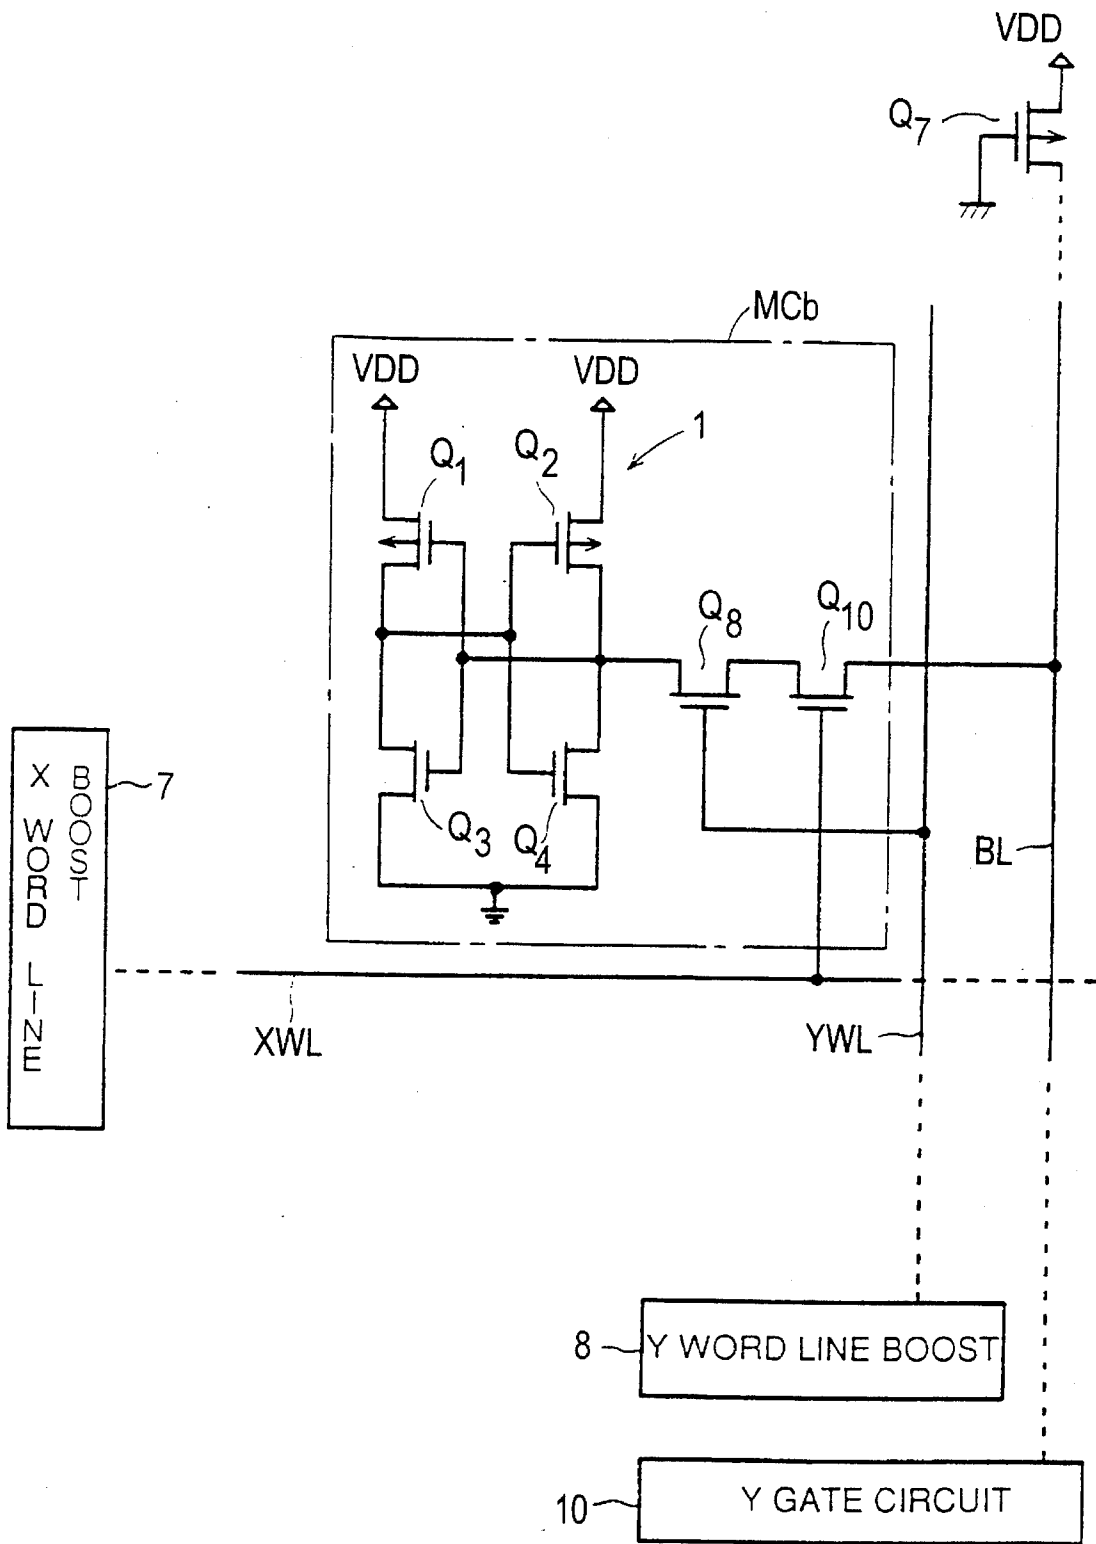 VDD
Q7
MCb
VDD
VDD
1
Q1
Q2
Q8
Q10
X WORD LINE
BOOST
7
Q3
Q4
BL
XWL
YWL
8
Y WORD LINE BOOST
10
Y GATE CIRCUIT